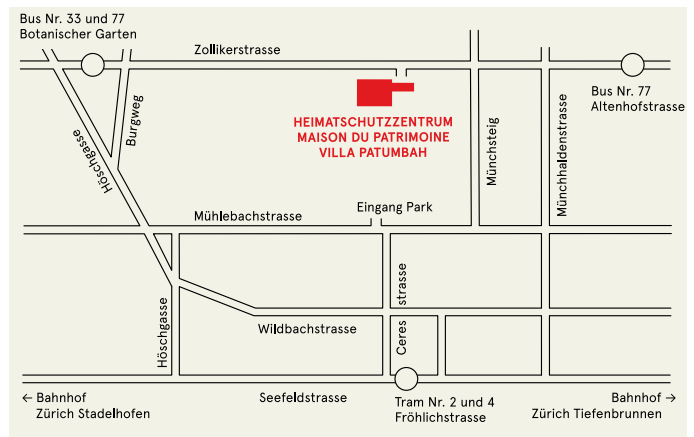 Bus Nr. 33 und 77
Botanischer Garten
Zollikerstrasse
Bus Nr. 77
Altenhofstrasse
HEIMATSCHUTZZENTRUM
MAISON DU PATRIMOINE
VILLA PATUMBAH
Burgweg
Höschgasse
Münchsteig
Münchhaldenstrasse
Eingang Park
Mühlebachstrasse
Ceres strasse
Höschgasse
Wildbachstrasse
Seefeldstrasse
← Bahnhof
Zürich Stadelhofen
Tram Nr. 2 und 4
Fröhlichstrasse
Bahnhof →
Zürich Tiefenbrunnen